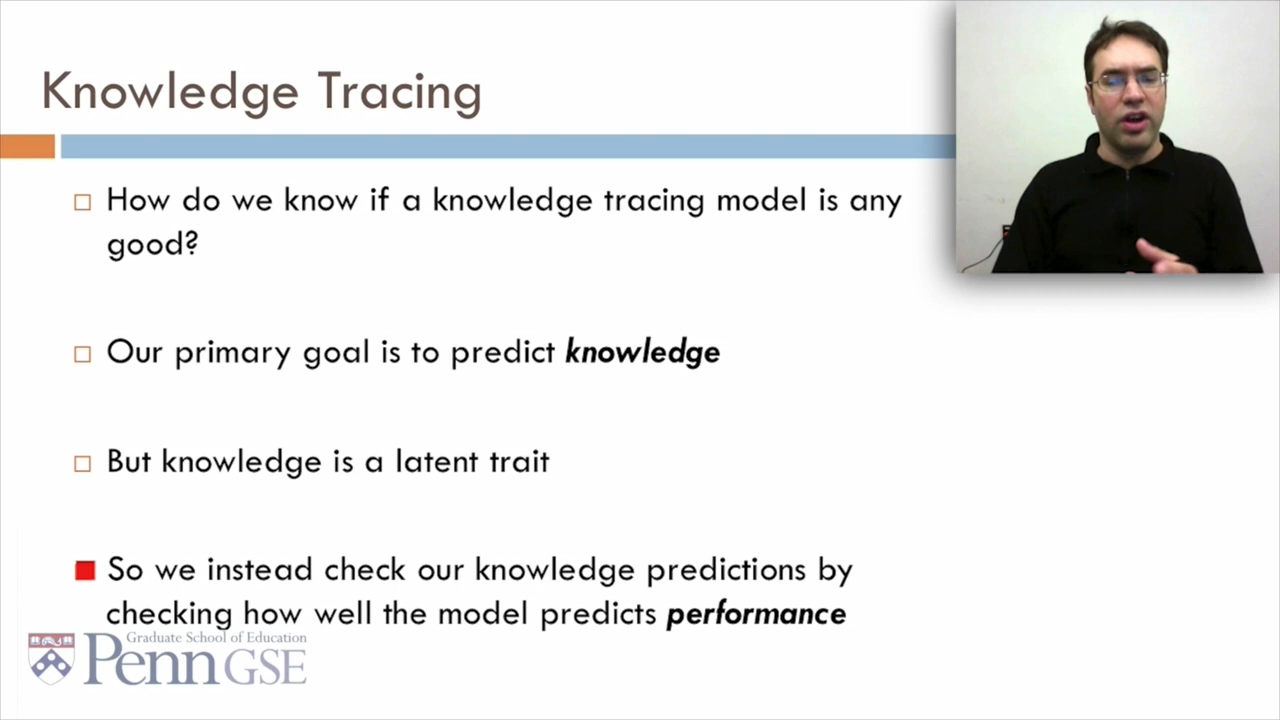 Knowledge Tracing
How do we know if a knowledge tracing model is any
good?
Our primary goal is to predict knowledge
But knowledge is a latent trait
So we instead check our knowledge predictions by
checking how well the model predicts performance
Graduate School of Education
Penn GSE